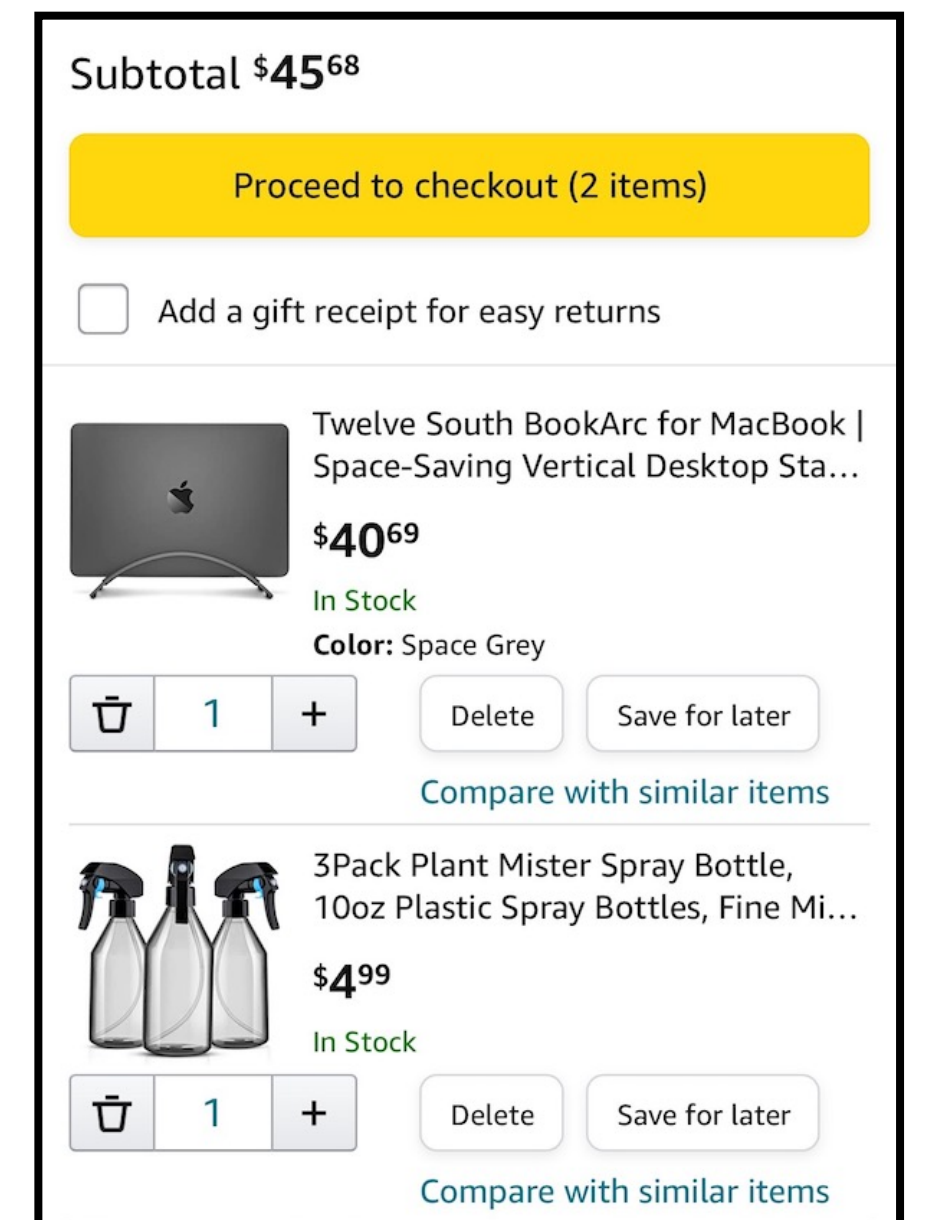 Subtotal $45⁶⁸
Proceed to checkout (2 items)
Add a gift receipt for easy returns
Twelve South BookArc for MacBook |
Space-Saving Vertical Desktop Sta...
$40⁶⁹
In Stock
Color: Space Grey
1 +
Delete
Save for later
Compare with similar items
3Pack Plant Mister Spray Bottle,
10oz Plastic Spray Bottles, Fine Mi...
$4⁹⁹
In Stock
1 +
Delete
Save for later
Compare with similar items